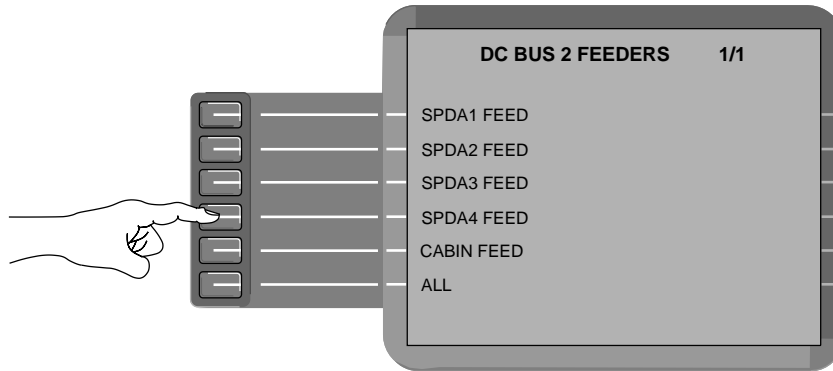 DC BUS 2 FEEDERS 1/1
SPDA1 FEED
SPDA2 FEED
SPDA3 FEED
SPDA4 FEED
CABIN FEED
ALL